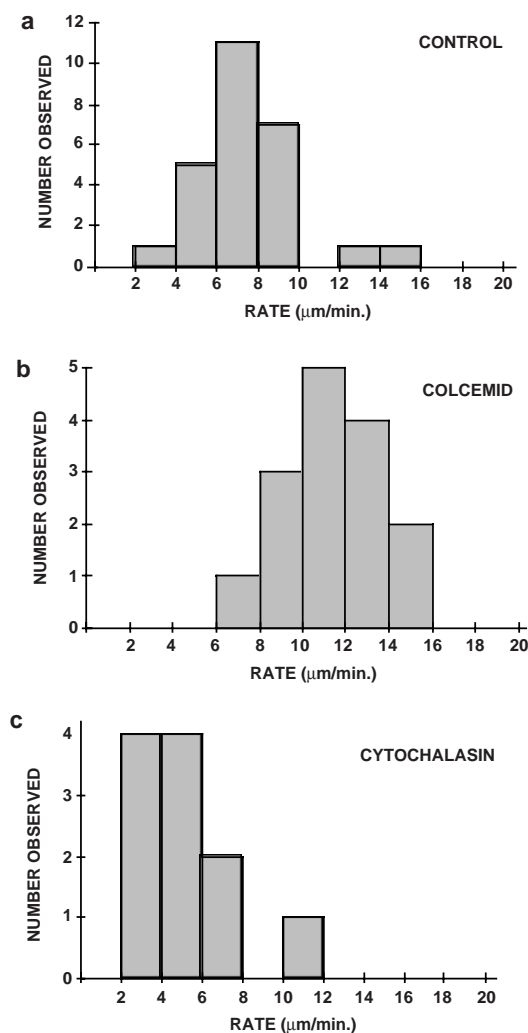 a
CONTROL
NUMBER OBSERVED
12
10
8
6
4
2
0
2 4 6 8 10 12 14 16 18 20
RATE (µm/min.)
b
COLCEMID
NUMBER OBSERVED
5
4
3
2
1
0
2 4 6 8 10 12 14 16 18 20
RATE (µm/min.)
c
CYTOCHALASIN
NUMBER OBSERVED
4
3
2
1
0
2 4 6 8 10 12 14 16 18 20
RATE (µm/min.)